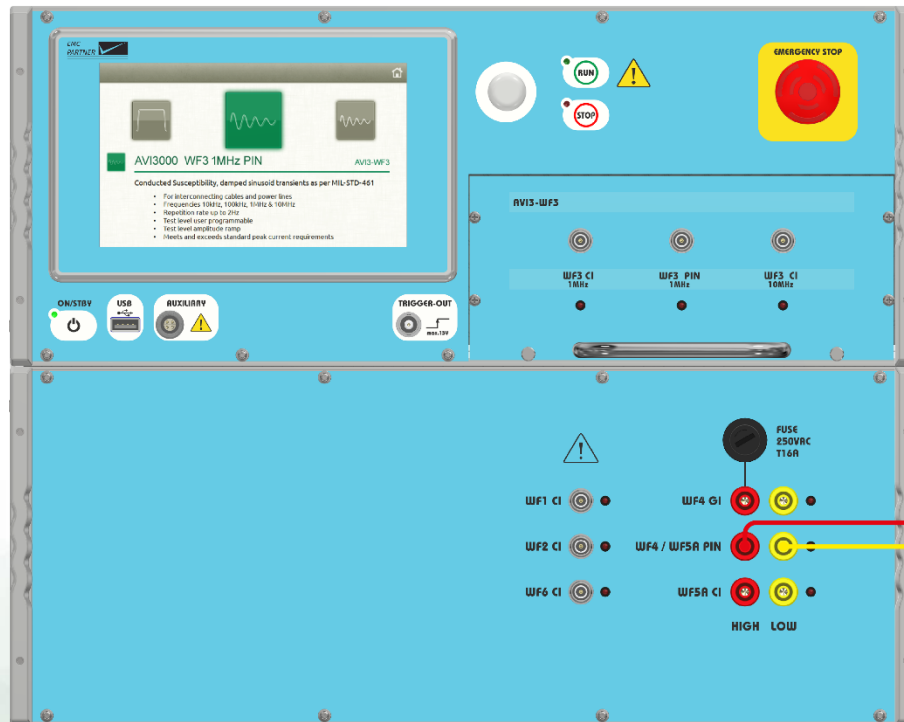 EMC
PARTNER
AVI3000 WF3 1MHz PIN
AVI3-WF3
Conducted Susceptibility, damped sinusoid transients as per MIL-STD-461
• For interconnecting cables and power lines
• Frequencies 10kHz, 100kHz, 1MHz & 10MHz
• Repetition rate up to 2Hz
• Test level user programmable
• Test level amplitude ramp
• Meets and exceeds standard peak current requirements
RUN
STOP
EMERGENCY STOP
AVI3-WF3
WF3 CI
1MHz
WF3 PIN
1MHz
WF3 CI
10MHz
ON/STBY
USB
AUXILIARY
TRIGGER-OUT
max.15V
FUSE
250VAC
T16A
WF1 CI
WF4 GI
WF2 CI
WF4 / WF5A PIN
WF6 CI
WF5A CI
HIGH LOW